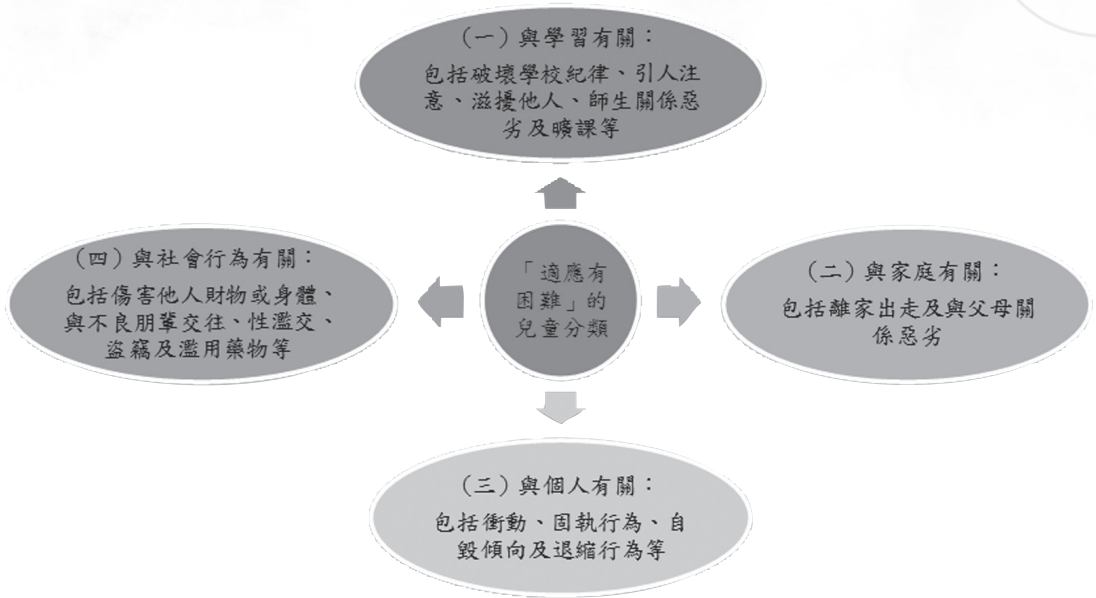 （一）與學習有關：
包括破壞學校紀律、引人注
意、滋擾他人、師生關係惡
劣及曠課等
（四）與社會行為有關：
包括傷害他人財物或身體、
與不良朋輩交往、性濫交、
盜竊及濫用藥物等
「適應有
困難」的
兒童分類
（二）與家庭有關：
包括離家出走及與父母關
係惡劣
（三）與個人有關：
包括衝動、固執行為、自
毀傾向及退縮行為等